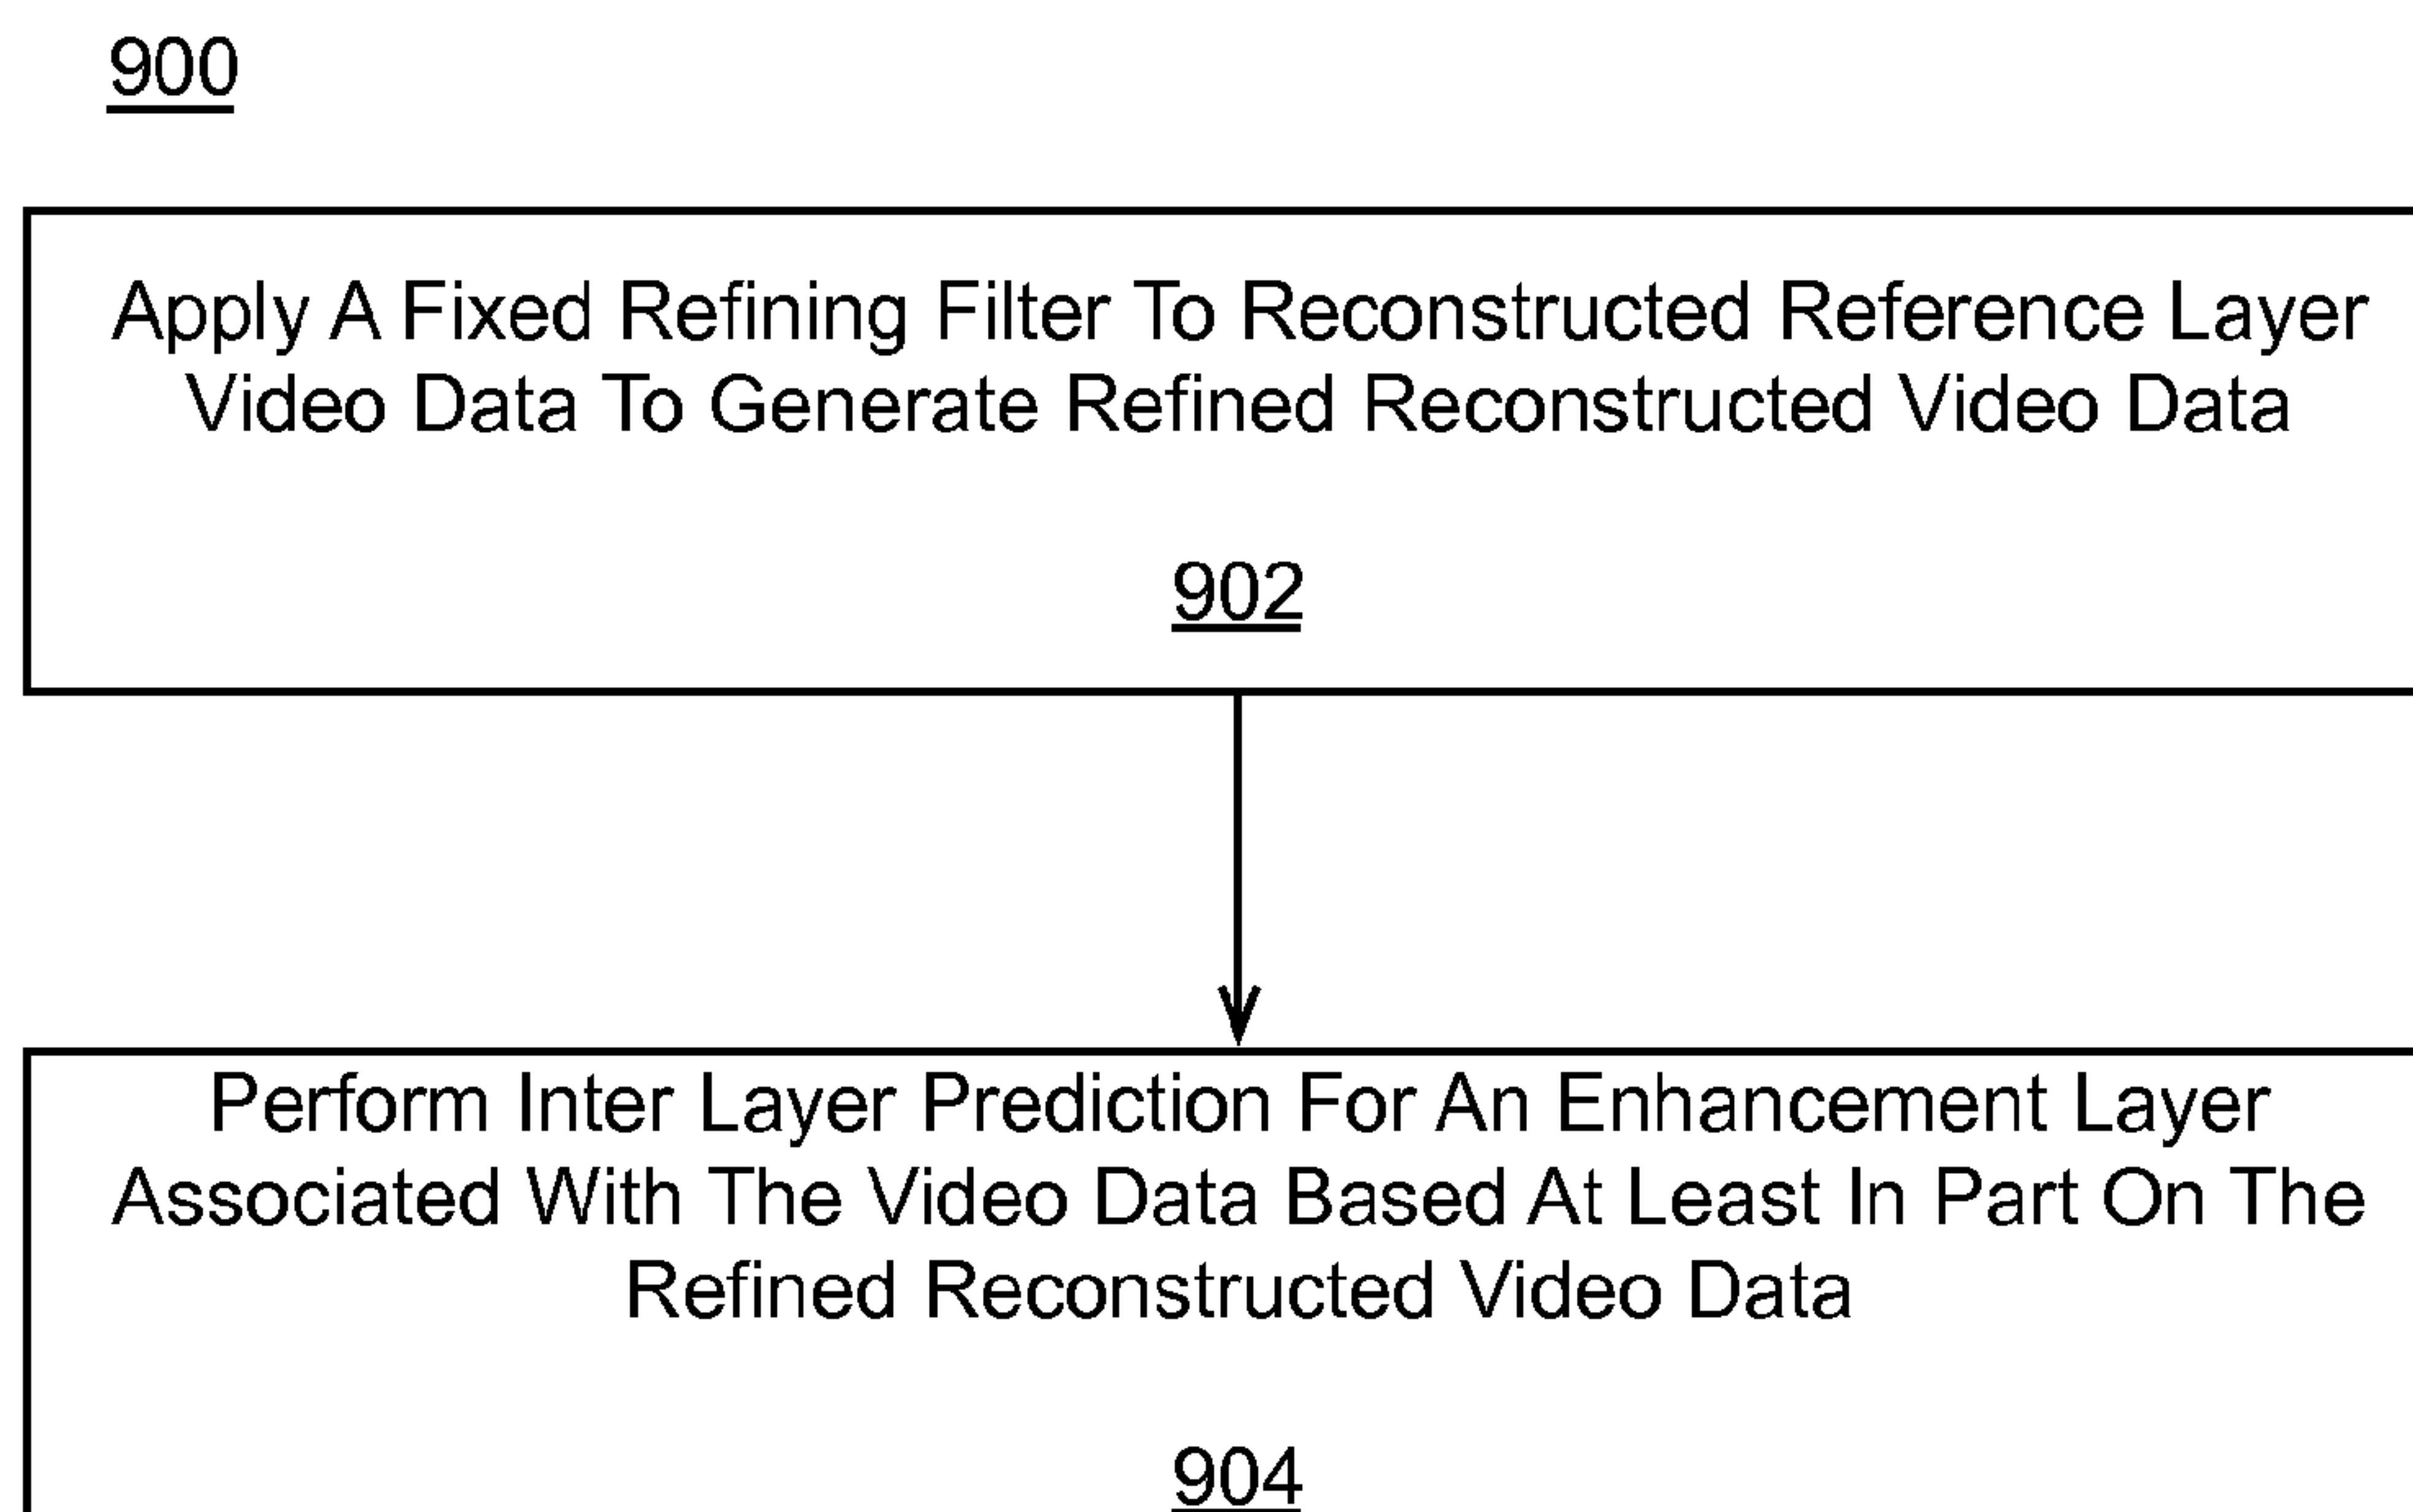 900
Apply A Fixed Refining Filter To Reconstructed Reference Layer
Video Data To Generate Refined Reconstructed Video Data
902
Perform Inter Layer Prediction For An Enhancement Layer
Associated With The Video Data Based At Least In Part On The
Refined Reconstructed Video Data
904